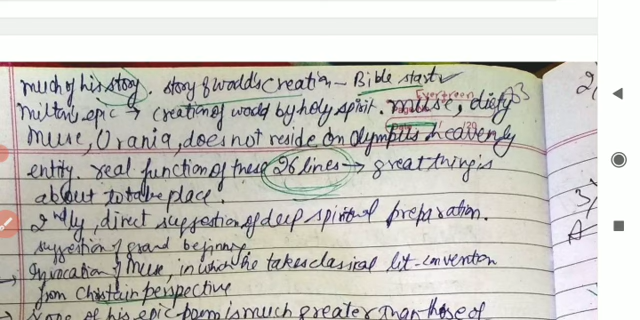 much of his story. story of world's creation - Bible start
Milton's epic → creation of world by holy spirit. Muse, diety
Evergreen
Muse, Urania, does not reside on Olympus heavenly
entity. real function of these 26 lines → great thing is
about to take place.
2ndly, direct suggestion of deep spiritual preparation.
suggestion of grand beginning
Invocation of Muse, in which he takes classical lit-convention
from Christain perspective
of his epic poem is much greater than those of